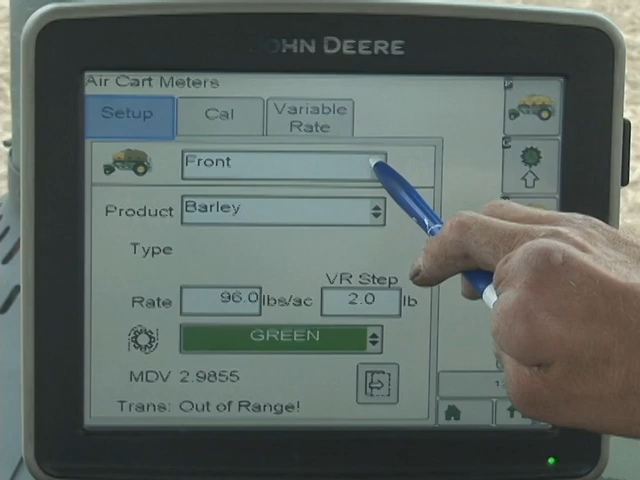 JOHN DEERE
Air Cart Meters
Setup
Cal
Variable
Rate
Front
Product
Barley
Type
VR Step
Rate
96.0
lbs/ac
2.0
lb
GREEN
MDV 2.9855
Trans: Out of Range!